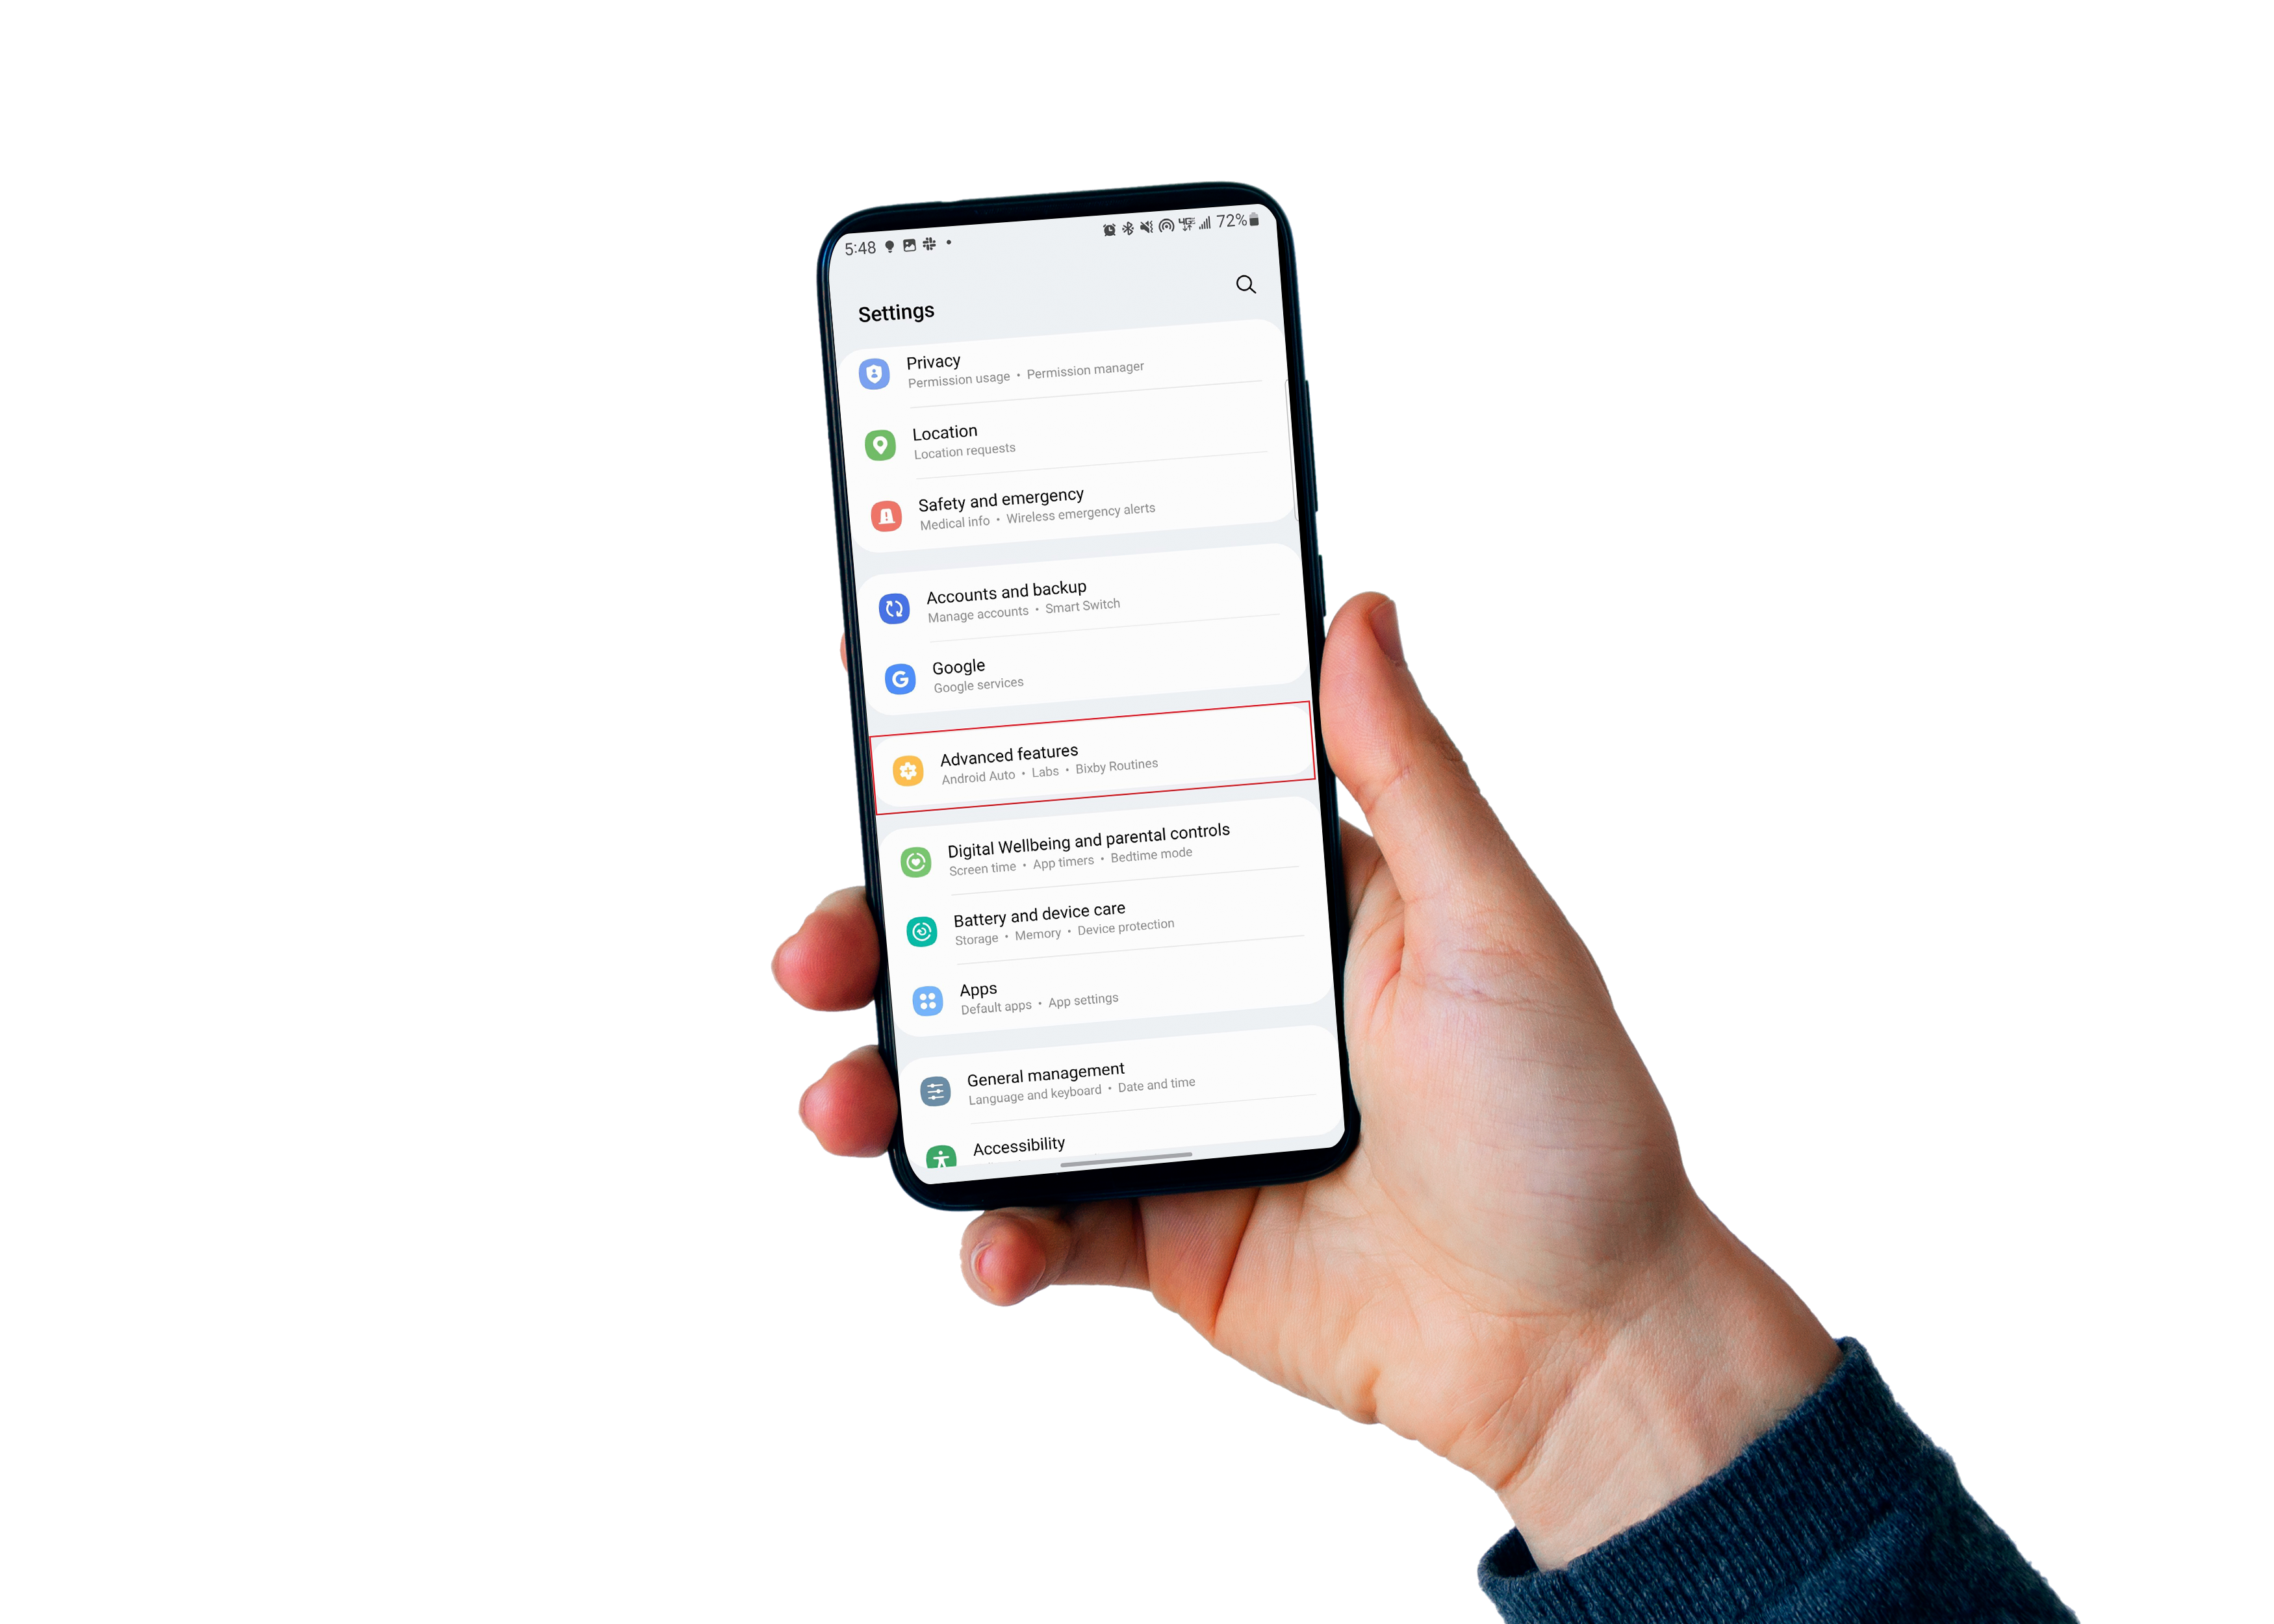 5:48 72%
Settings
Privacy
Permission usage • Permission manager
Location
Location requests
Safety and emergency
Medical info • Wireless emergency alerts
Accounts and backup
Manage accounts • Smart Switch
Google
Google services
Advanced features
Android Auto • Labs • Bixby Routines
Digital Wellbeing and parental controls
Screen time • App timers • Bedtime mode
Battery and device care
Storage • Memory • Device protection
Apps
Default apps • App settings
General management
Language and keyboard • Date and time
Accessibility